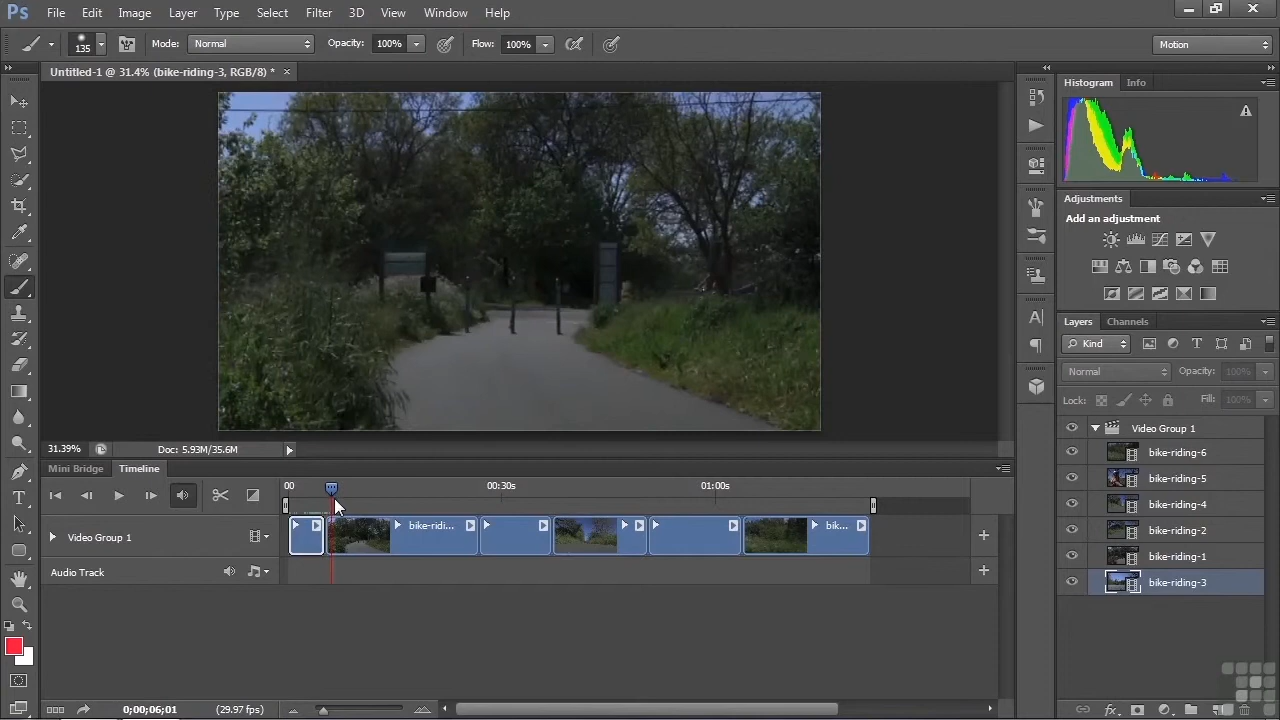 Ps File Edit Image Layer Type Select Filter 3D View Window Help
135 Mode: Normal Opacity: 100% Flow: 100% Motion
Untitled-1 @ 31.4% (bike-riding-3, RGB/8) * ×
Histogram Info
Adjustments
Add an adjustment
Layers Channels
Kind
Normal Opacity: 100%
Lock: Fill: 100%
Video Group 1
bike-riding-6
bike-riding-5
bike-riding-4
bike-riding-2
bike-riding-1
bike-riding-3
31.39% Doc: 5.93M/35.6M
Mini Bridge Timeline
00 00:30s 01:00s
Video Group 1 bike-ridi... bik...
Audio Track
0;00;06;01 (29.97 fps)